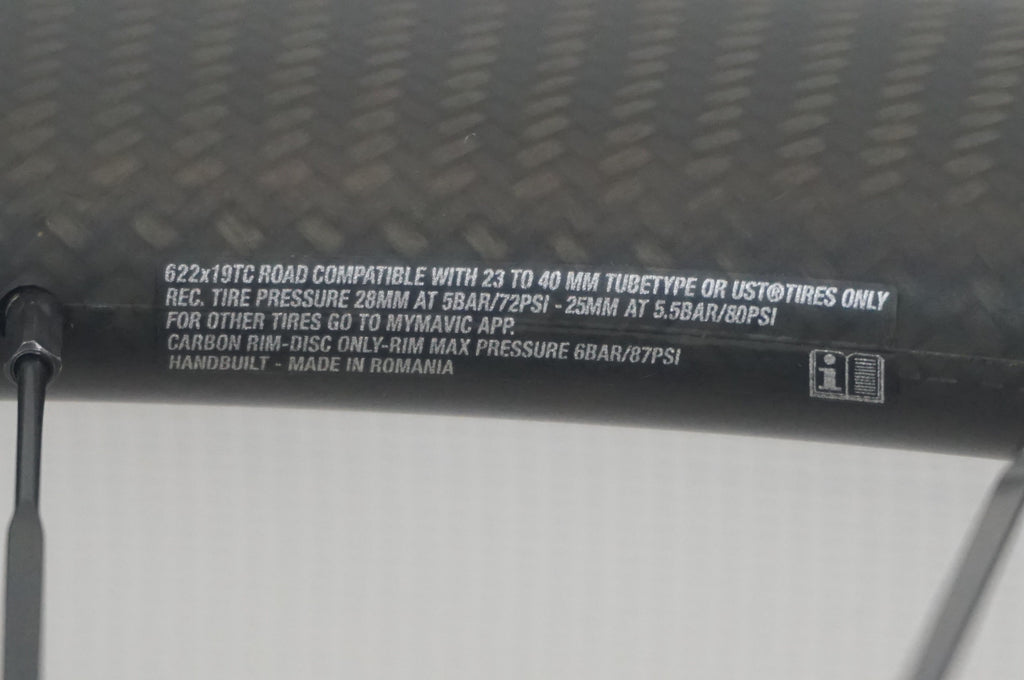 622x19TC ROAD COMPATIBLE WITH 23 TO 40 MM TUBETYPE OR UST® TIRES ONLY
REC. TIRE PRESSURE 28MM AT 5BAR/72PSI - 25MM AT 5.5BAR/80PSI
FOR OTHER TIRES GO TO MYMAVIC APP.
CARBON RIM-DISC ONLY-RIM MAX PRESSURE 6BAR/87PSI
HANDBUILT - MADE IN ROMANIA